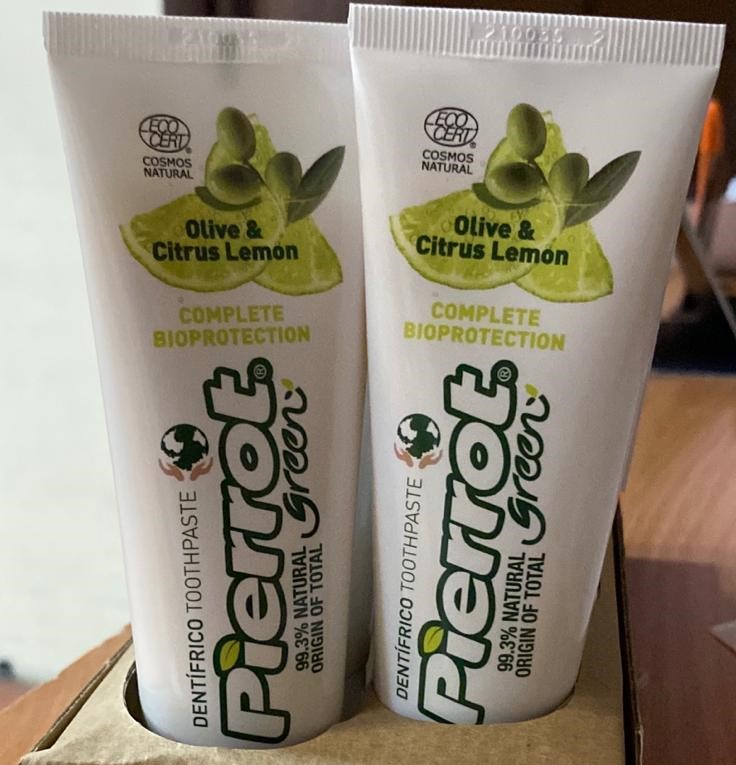 210035 2
ECO
CERT®
COSMOS
NATURAL
Olive &
Citrus Lemon
COMPLETE
BIOPROTECTION
DENTÍFRICO TOOTHPASTE
Pierrot®
green
99.3% NATURAL
ORIGIN OF TOTAL
ECO
CERT®
COSMOS
NATURAL
Olive &
Citrus Lemon
COMPLETE
BIOPROTECTION
DENTÍFRICO TOOTHPASTE
Pierrot®
green
99.3% NATURAL
ORIGIN OF TOTAL